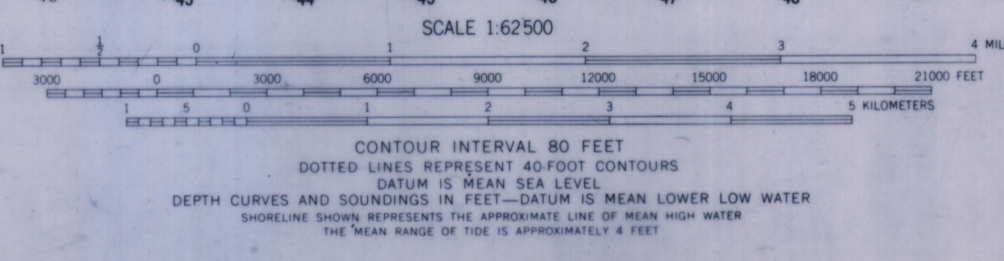 SCALE 1:62500
1 ½ 0 1 2 3 4 MIL
3000 0 3000 6000 9000 12000 15000 18000 21000 FEET
1 .5 0 1 2 3 4 5 KILOMETERS
CONTOUR INTERVAL 80 FEET
DOTTED LINES REPRESENT 40-FOOT CONTOURS
DATUM IS MEAN SEA LEVEL
DEPTH CURVES AND SOUNDINGS IN FEET—DATUM IS MEAN LOWER LOW WATER
SHORELINE SHOWN REPRESENTS THE APPROXIMATE LINE OF MEAN HIGH WATER
THE MEAN RANGE OF TIDE IS APPROXIMATELY 4 FEET